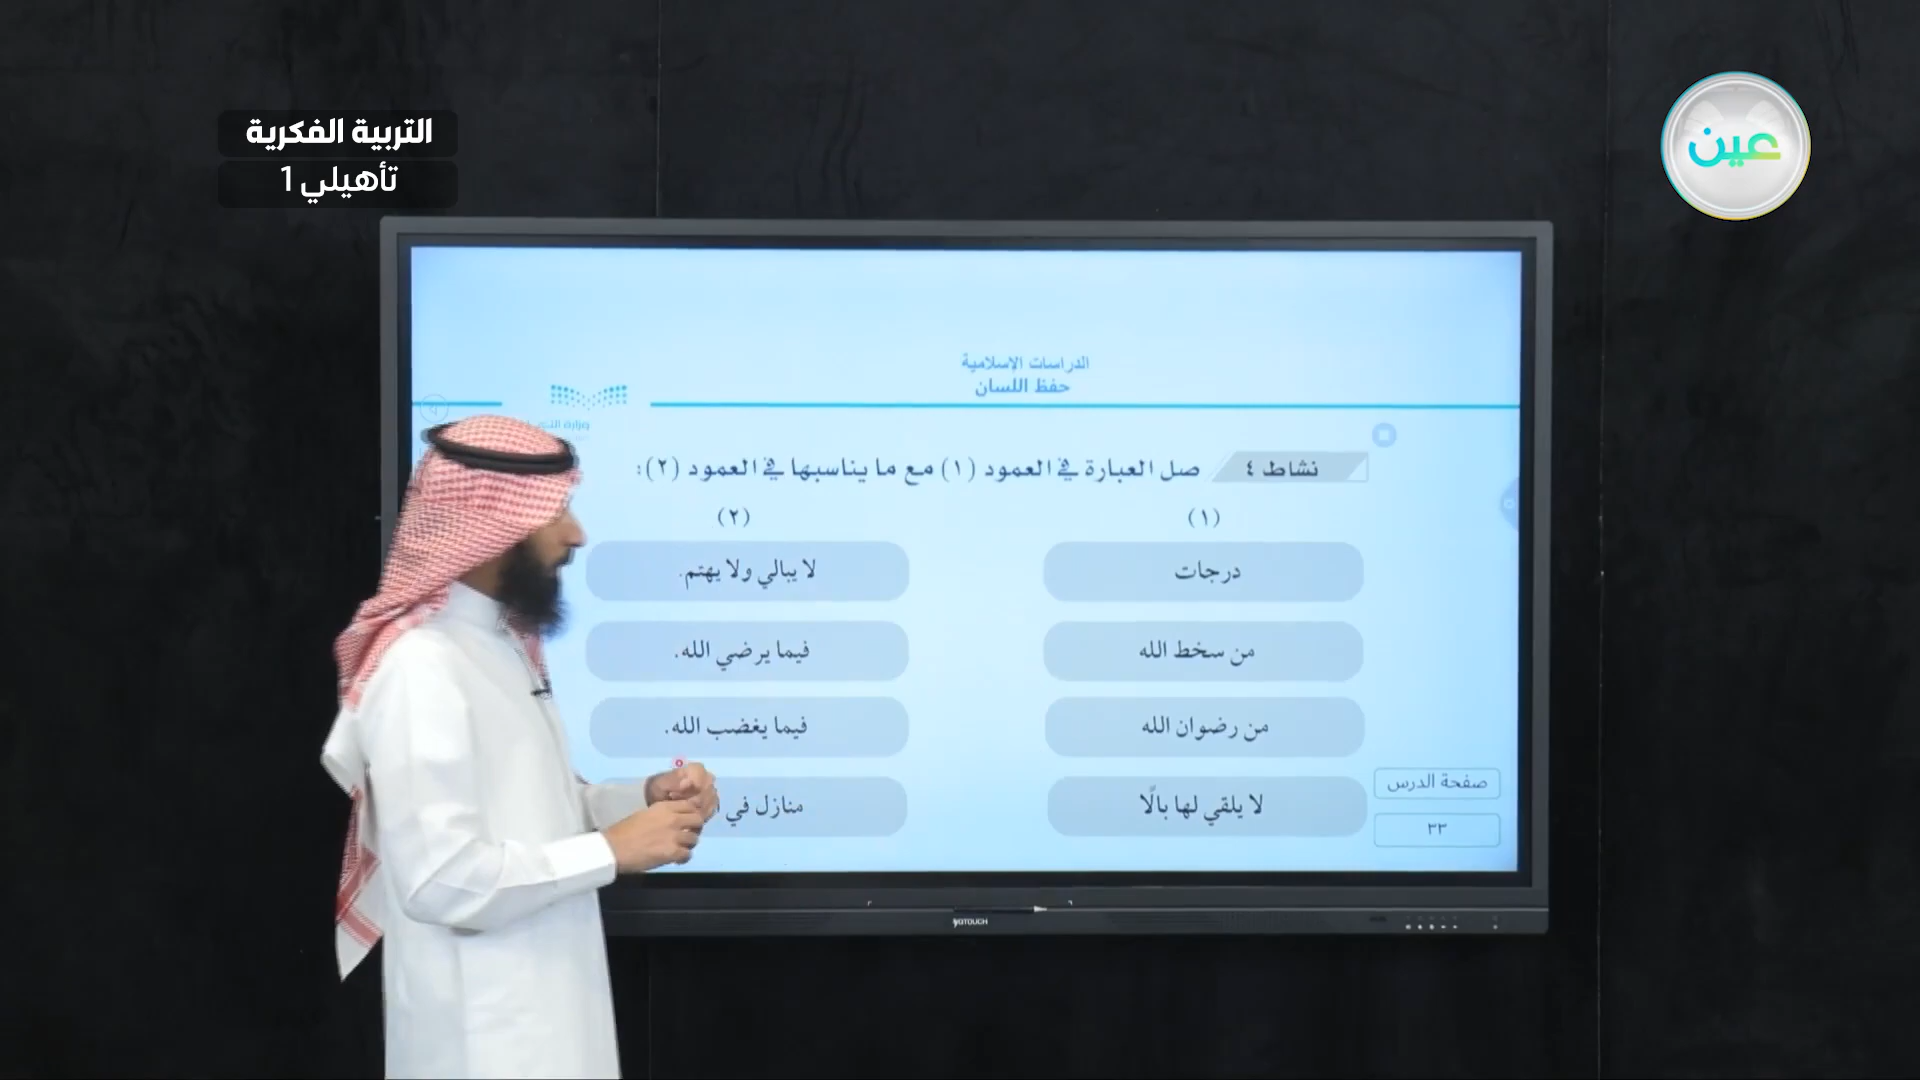 التربية الفكرية
تأهيلي 1
عين
الدراسات الإسلامية
حفظ اللسان
نشاط ٤
صل العبارة في العمود (١) مع ما يناسبها في العمود (٢):
(١)
(٢)
درجات
لا يبالي ولا يهتم.
من سخط الله
فيما يرضي الله.
من رضوان الله
فيما يغضب الله.
لا يلقي لها بالًا
منازل في
صفحة الدرس
٣٣